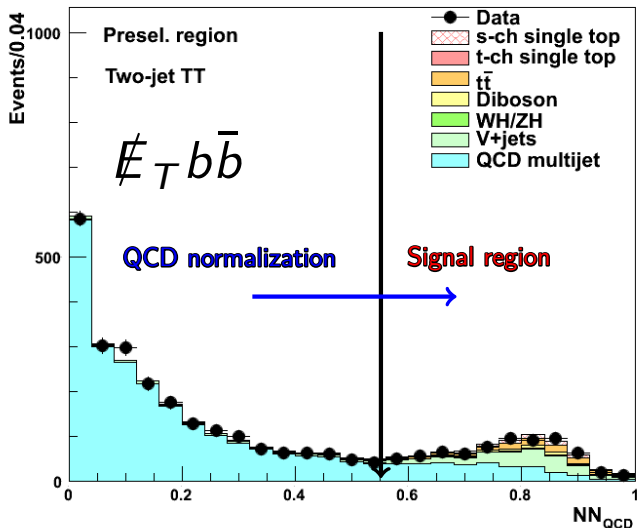 Events/0.04
1000
500
0
Presel. region
Two-jet TT
E̸_T b b̄
QCD normalization
Signal region
Data
s-ch single top
t-ch single top
tt̄
Diboson
WH/ZH
V+jets
QCD multijet
0 0.2 0.4 0.6 0.8 1
NN_QCD